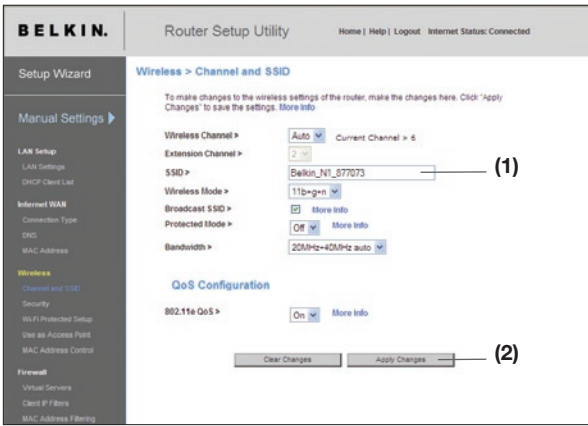 BELKIN.
Router Setup Utility
Home | Help | Logout Internet Status: Connected
Setup Wizard
Manual Settings
LAN Setup
LAN Settings
DHCP Client List
Internet WAN
Connection Type
DNS
MAC Address
Wireless
Channel and SSID
Security
Wi-Fi Protected Setup
Use as Access Point
MAC Address Control
Firewall
Virtual Servers
Client IP Filters
MAC Address Filtering
Wireless > Channel and SSID
To make changes to the wireless settings of the router, make the changes here. Click "Apply
Changes" to save the settings. More Info
Wireless Channel > Auto Current Channel > 6
Extension Channel > 2
SSID > Belkin_N1_877073 (1)
Wireless Mode > 11b+g+n
Broadcast SSID > More Info
Protected Mode > Off More Info
Bandwidth > 20MHz+40MHz auto
QoS Configuration
802.11e QoS > On More Info
Clear Changes Apply Changes (2)